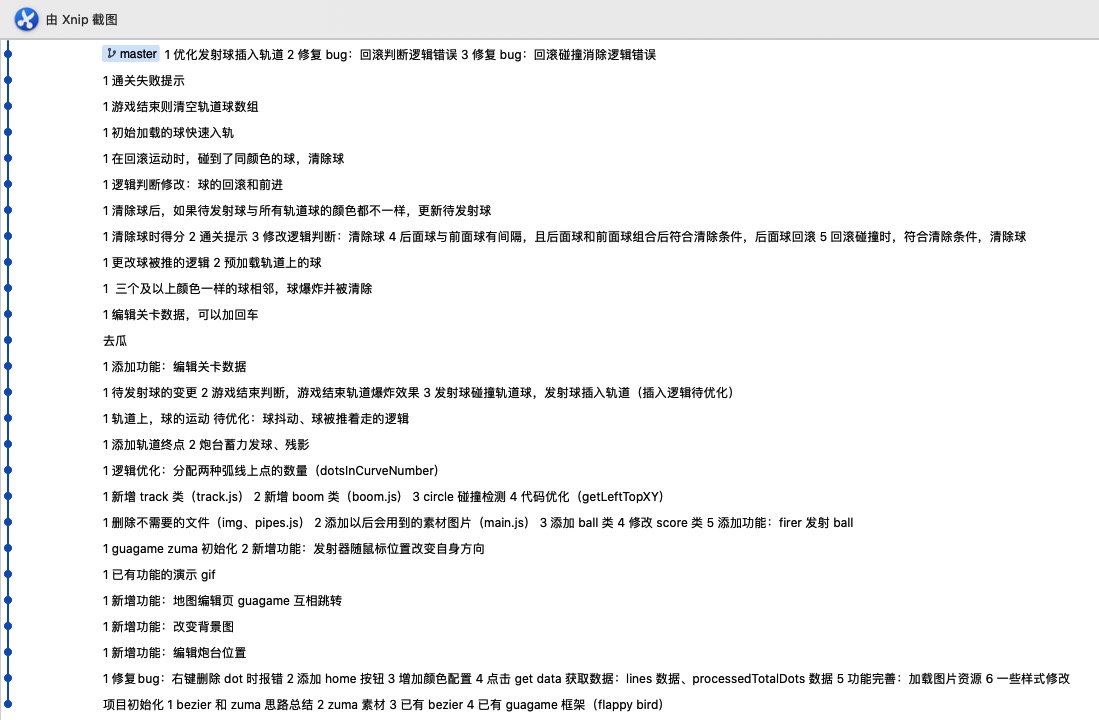 由 Xnip 截图
master 1 优化发射球插入轨道 2 修复 bug：回滚判断逻辑错误 3 修复 bug：回滚碰撞消除逻辑错误
1 通关失败提示
1 游戏结束则清空轨道球数组
1 初始加载的球快速入轨
1 在回滚运动时，碰到了同颜色的球，清除球
1 逻辑判断修改：球的回滚和前进
1 清除球后，如果待发射球与所有轨道球的颜色都不一样，更新待发射球
1 清除球时得分 2 通关提示 3 修改逻辑判断：清除球 4 后面球与前面球有间隔，且后面球和前面球组合后符合清除条件，后面球回滚 5 回滚碰撞时，符合清除条件，清除球
1 更改球被推的逻辑 2 预加载轨道上的球
1 三个及以上颜色一样的球相邻，球爆炸并被清除
1 编辑关卡数据，可以加回车
去瓜
1 添加功能：编辑关卡数据
1 待发射球的变更 2 游戏结束判断，游戏结束轨道爆炸效果 3 发射球碰撞轨道球，发射球插入轨道（插入逻辑待优化）
1 轨道上，球的运动 待优化：球抖动、球被推着走的逻辑
1 添加轨道终点 2 炮台蓄力发球、残影
1 逻辑优化：分配两种弧线上点的数量（dotsInCurveNumber）
1 新增 track 类（track.js） 2 新增 boom 类（boom.js） 3 circle 碰撞检测 4 代码优化（getLeftTopXY）
1 删除不需要的文件（img、pipes.js） 2 添加以后会用到的素材图片（main.js） 3 添加 ball 类 4 修改 score 类 5 添加功能：firer 发射 ball
1 guagame zuma 初始化 2 新增功能：发射器随鼠标位置改变自身方向
1 已有功能的演示 gif
1 新增功能：地图编辑页 guagame 互相跳转
1 新增功能：改变背景图
1 新增功能：编辑炮台位置
1 修复bug：右键删除 dot 时报错 2 添加 home 按钮 3 增加颜色配置 4 点击 get data 获取数据：lines 数据、processedTotalDots 数据 5 功能完善：加载图片资源 6 一些样式修改
项目初始化 1 bezier 和 zuma 思路总结 2 zuma 素材 3 已有 bezier 4 已有 guagame 框架（flappy bird）